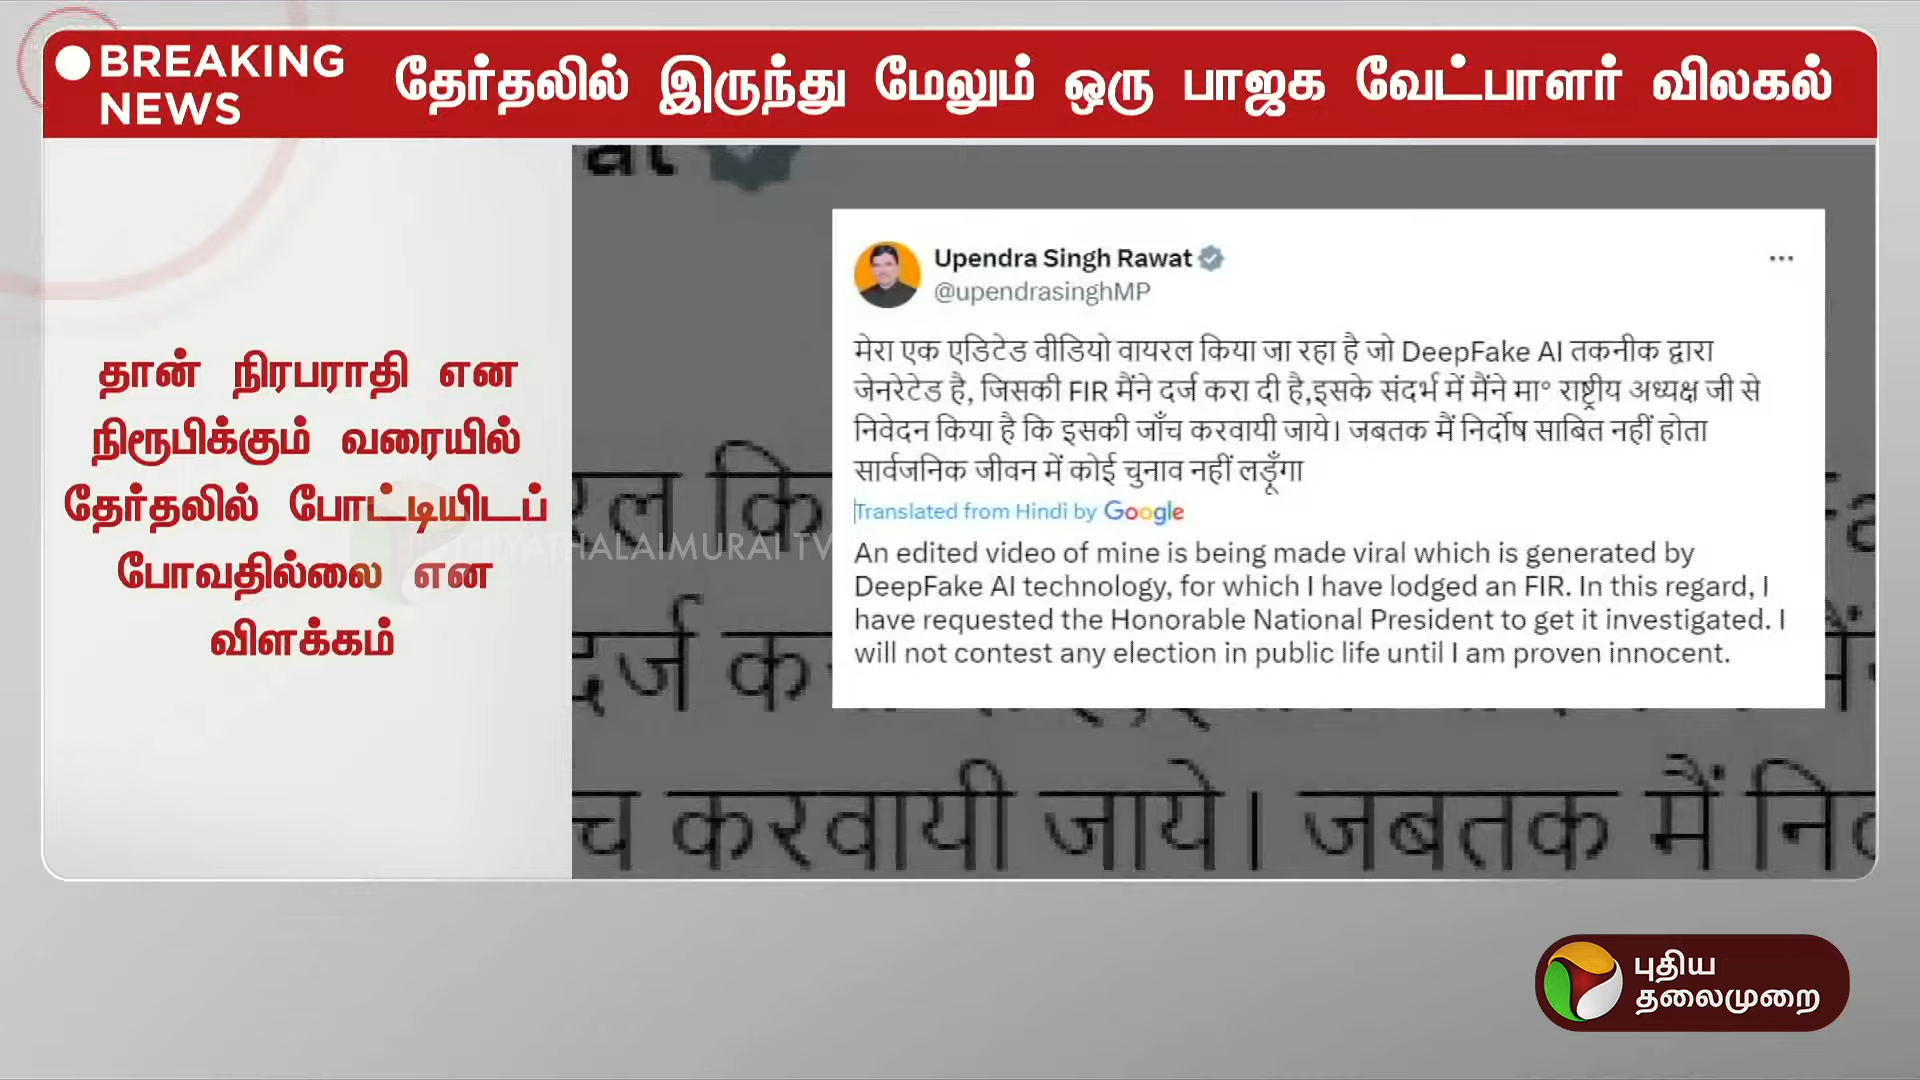 BREAKING
NEWS
தேர்தலில் இருந்து மேலும் ஒரு பாஜக வேட்பாளர் விலகல்
தான் நிரபராதி என
நிரூபிக்கும் வரையில்
தேர்தலில் போட்டியிடப்
போவதில்லை என
விளக்கம்
Upendra Singh Rawat
@upendrasinghMP
मेरा एक एडिटेड वीडियो वायरल किया जा रहा है जो DeepFake AI तकनीक द्वारा
जेनरेटेड है, जिसकी FIR मैंने दर्ज करा दी है,इसके संदर्भ में मैंने मा° राष्ट्रीय अध्यक्ष जी से
निवेदन किया है कि इसकी जाँच करवायी जाये। जबतक मैं निर्दोष साबित नहीं होता
सार्वजनिक जीवन में कोई चुनाव नहीं लड़ूँगा
Translated from Hindi by Google
An edited video of mine is being made viral which is generated by
DeepFake AI technology, for which I have lodged an FIR. In this regard, I
have requested the Honorable National President to get it investigated. I
will not contest any election in public life until I am proven innocent.
दर्ज क
च करवायी जाये। जबतक मैं
புதிய
தலைமுறை